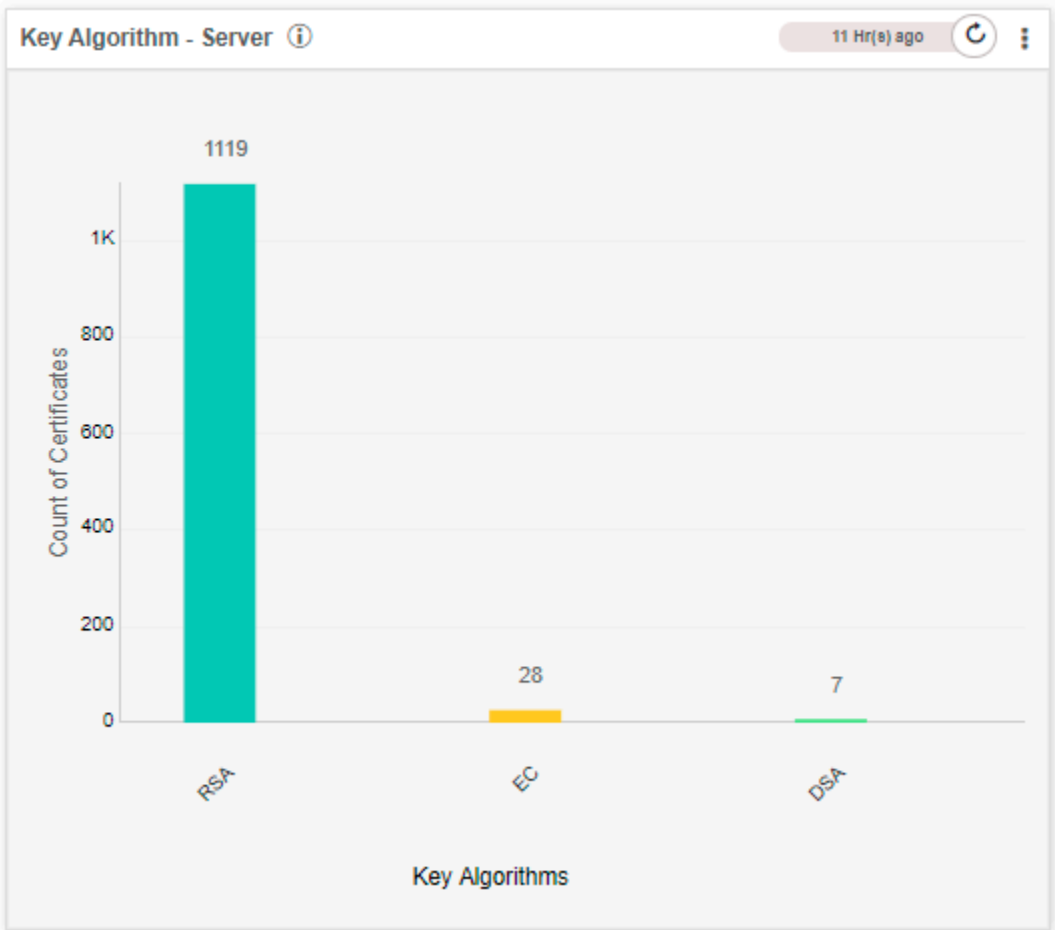 Key Algorithm - Server
11 Hr(s) ago
1119
1K
800
600
400
200
0
Count of Certificates
28
7
RSA
EC
DSA
Key Algorithms